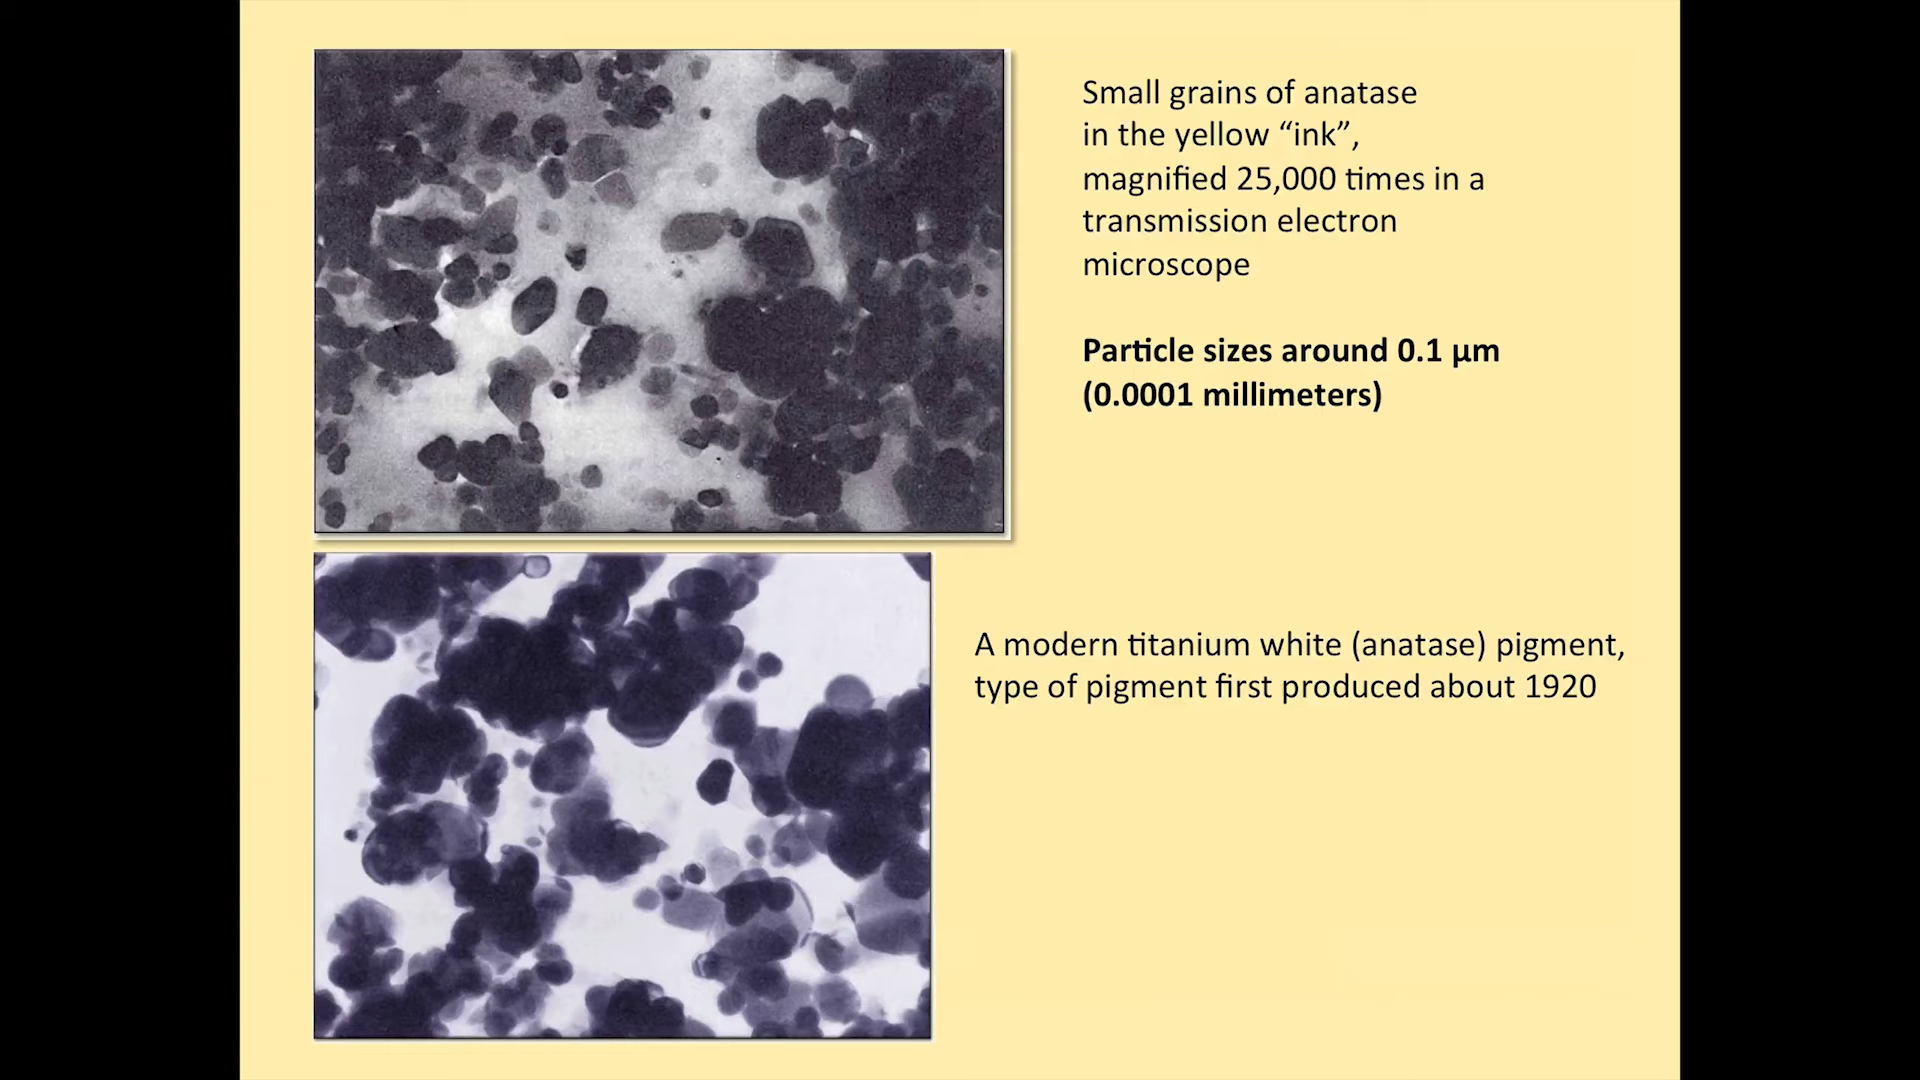 Small grains of anatase
in the yellow “ink”,
magnified 25,000 times in a
transmission electron
microscope
Particle sizes around 0.1 μm
(0.0001 millimeters)
A modern titanium white (anatase) pigment,
type of pigment first produced about 1920